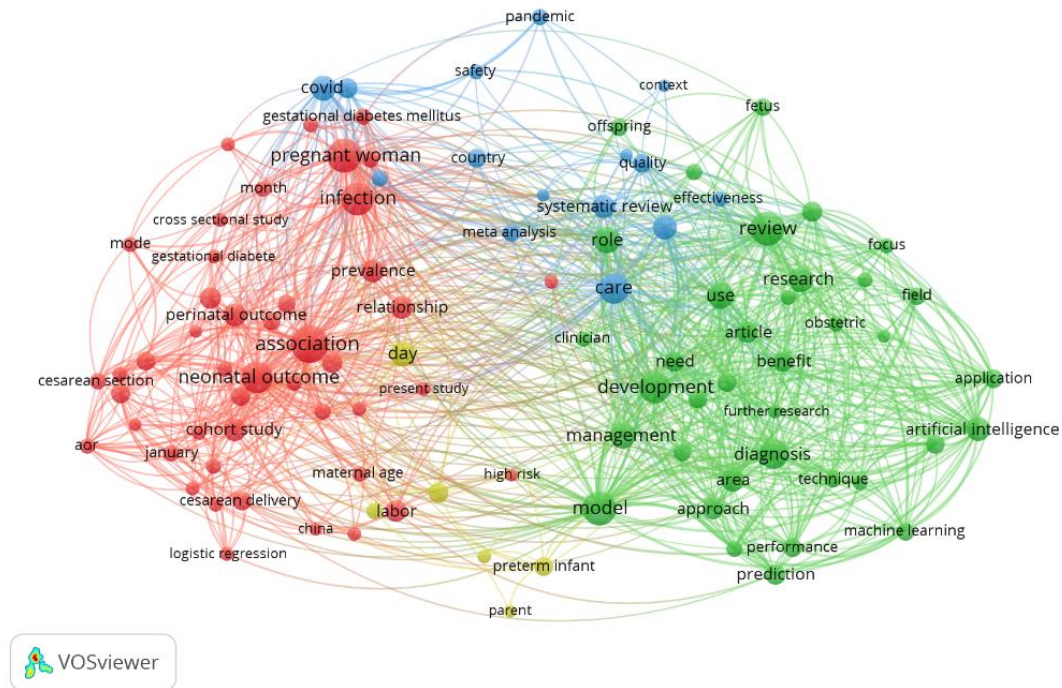 pandemic
safety
covid
context
gestational diabetes mellitus
fetus
offspring
pregnant woman
country
quality
month
infection
systematic review
effectiveness
cross sectional study
meta analysis
role
review
mode
gestational diabete
focus
prevalence
research
care
use
field
perinatal outcome
relationship
obstetric
association
clinician
article
day
need
benefit
cesarean section
neonatal outcome
present study
development
application
further research
aor
cohort study
management
artificial intelligence
january
diagnosis
maternal age
high risk
area
technique
cesarean delivery
labor
model
approach
china
machine learning
logistic regression
performance
preterm infant
prediction
parent
VOSviewer